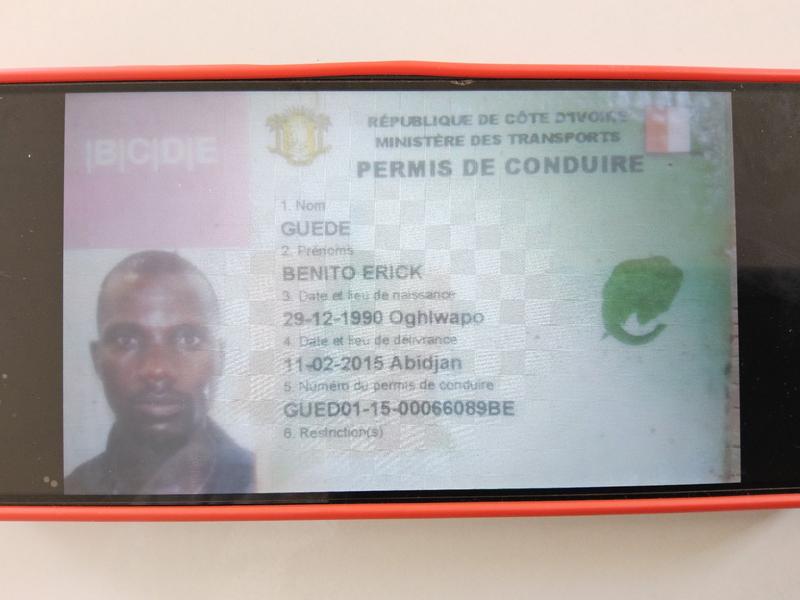 |B|C|D|E
RÉPUBLIQUE DE CÔTE D'IVOIRE
MINISTÈRE DES TRANSPORTS
PERMIS DE CONDUIRE
1. Nom
GUEDE
2. Prénoms
BENITO ERICK
3. Date et lieu de naissance
29-12-1990 Oghlwapo
4. Date et lieu de délivrance
11-02-2015 Abidjan
5. Numéro du permis de conduire
GUED01-15-00066089BE
6. Restriction(s)